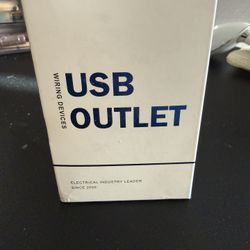 WIRING DEVICES
USB
OUTLET
ELECTRICAL INDUSTRY LEADER
SINCE 2000